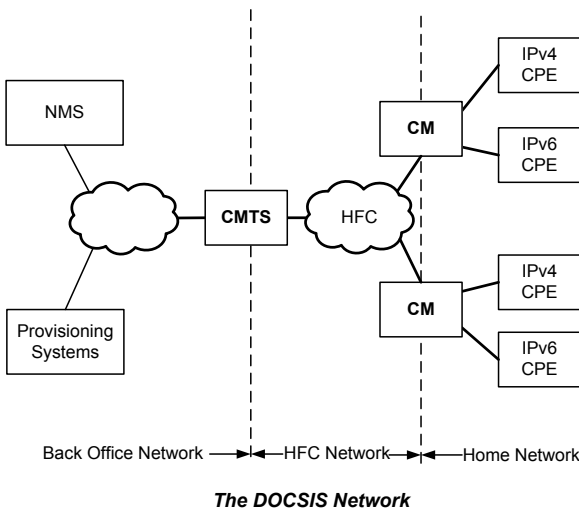 NMS
Provisioning
Systems
CMTS
HFC
CM
IPv4
CPE
IPv6
CPE
CM
IPv4
CPE
IPv6
CPE
Back Office Network
HFC Network
Home Network
The DOCSIS Network